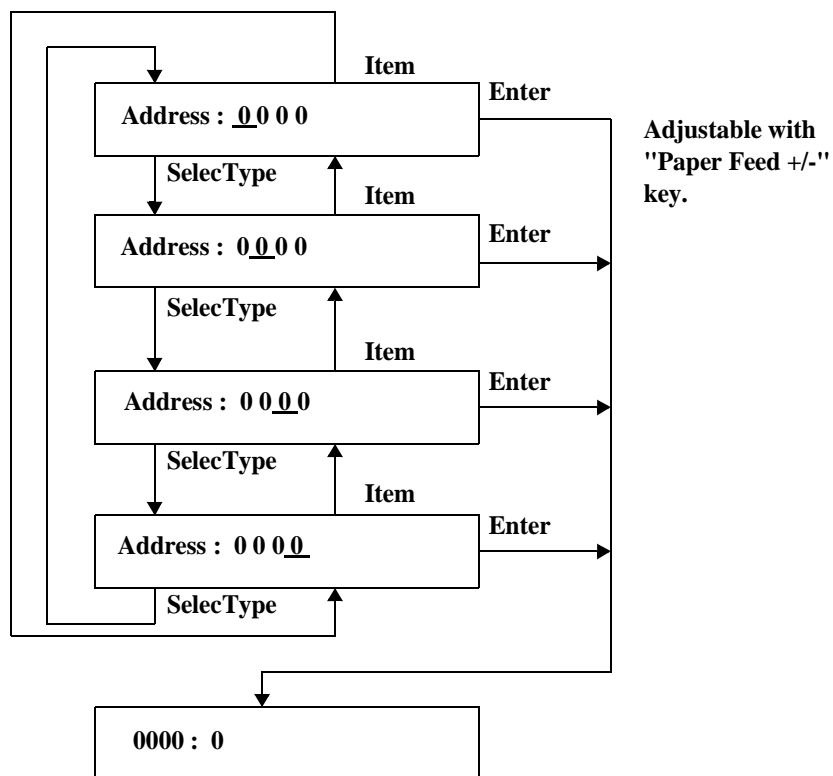 Item
Enter
Address : 0 0 0 0
Adjustable with
"Paper Feed +/-"
key.
SelecType
Item
Enter
Address : 0 0 0 0
SelecType
Item
Enter
Address : 0 0 0 0
SelecType
Item
Enter
Address : 0 0 0 0
SelecType
0000 : 0